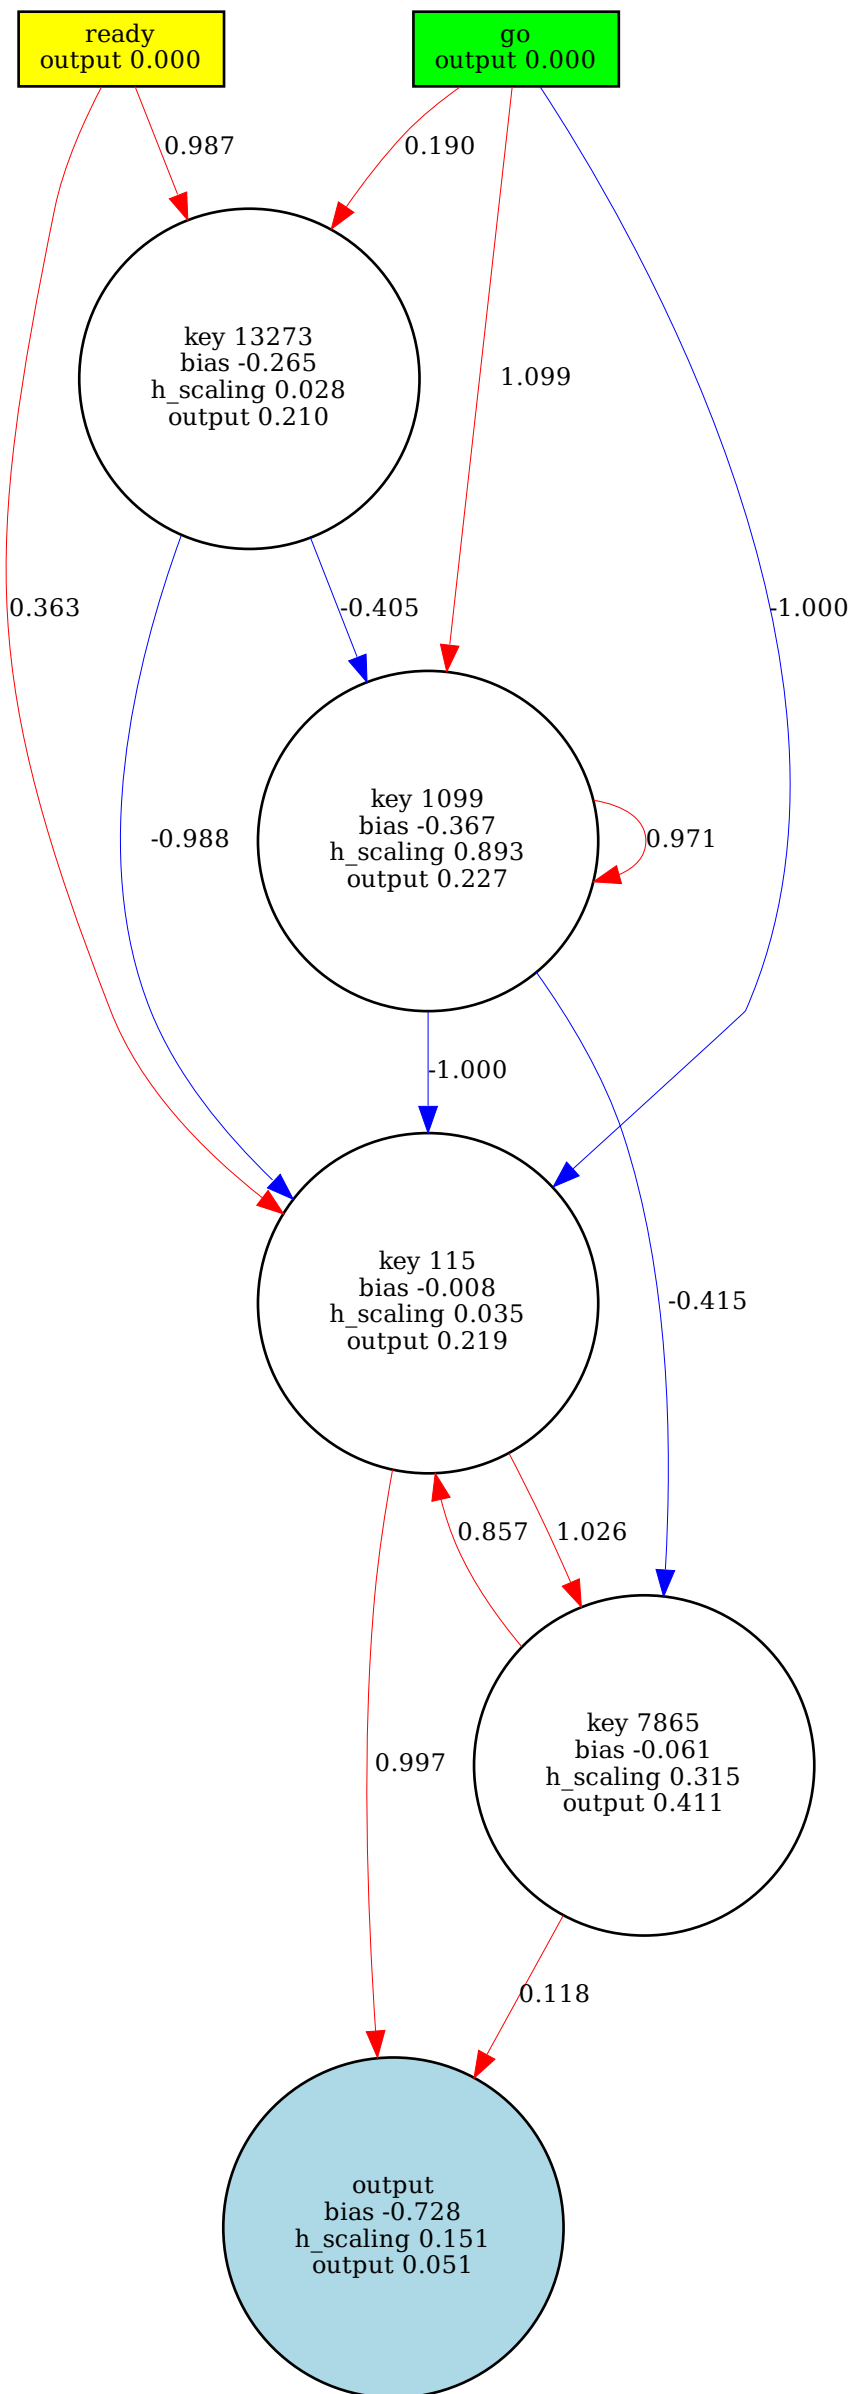 ready
output 0.000
go
output 0.000
0.987
0.190
key 13273
bias -0.265
h_scaling 0.028
output 0.210
1.099
0.363
-0.405
-1.000
key 1099
bias -0.367
h_scaling 0.893
output 0.227
-0.988
0.971
-1.000
key 115
bias -0.008
h_scaling 0.035
output 0.219
-0.415
0.857
1.026
key 7865
bias -0.061
h_scaling 0.315
output 0.411
0.997
0.118
output
bias -0.728
h_scaling 0.151
output 0.051